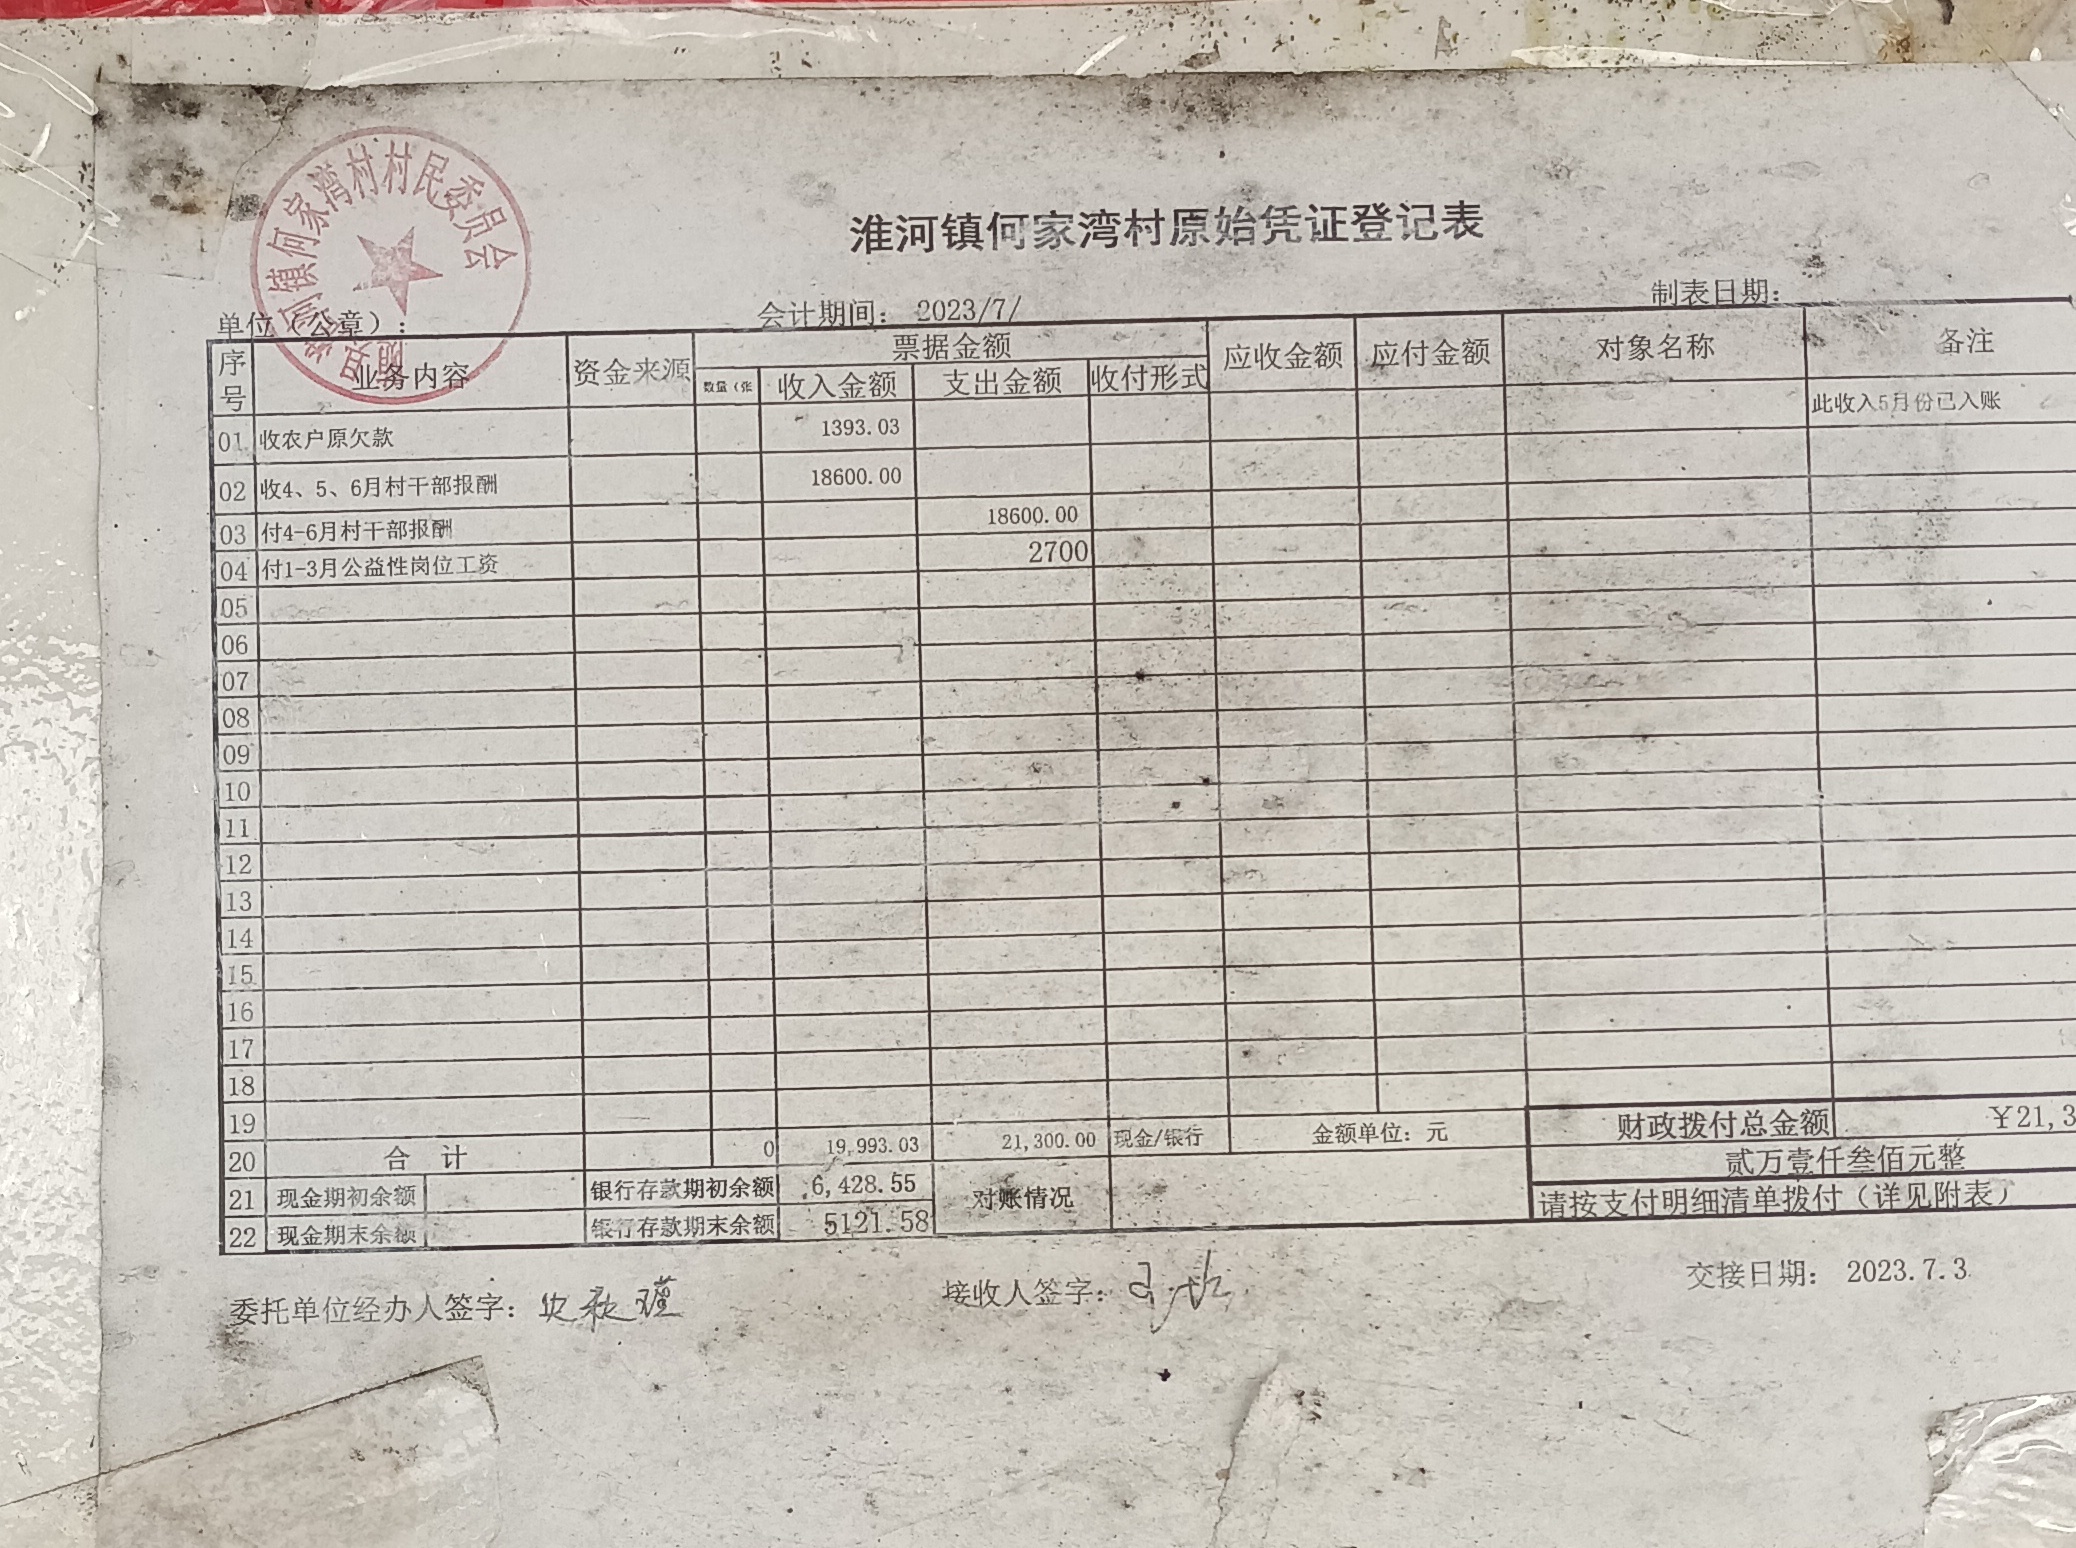 淮河镇何家湾村原始凭证登记表
镇何家湾村村民委员会
单位（公章）：
会计期间： 2023/7/
制表日期：
序号 业务内容 资金来源 票据金额 应收金额 应付金额 对象名称 备注
数量（张 收入金额 支出金额 收付形式
01 收农户原欠款 1393.03 此收入5月份已入账
02 收4、5、6月村干部报酬 18600.00
03 付4-6月村干部报酬 18600.00
04 付1-3月公益性岗位工资 2700
05
06
07
08
09
10
11
12
13
14
15
16
17
18
19
20 合 计 0 19,993.03 21,300.00 现金/银行 金额单位：元 财政拨付总金额 ￥21,3
贰万壹仟叁佰元整
21 现金期初余额 银行存款期初余额 6,428.55 对账情况 请按支付明细清单拨付（详见附表）
22 现金期末余额 银行存款期末余额 5121.58
委托单位经办人签字：
接收人签字：
交接日期： 2023.7.3